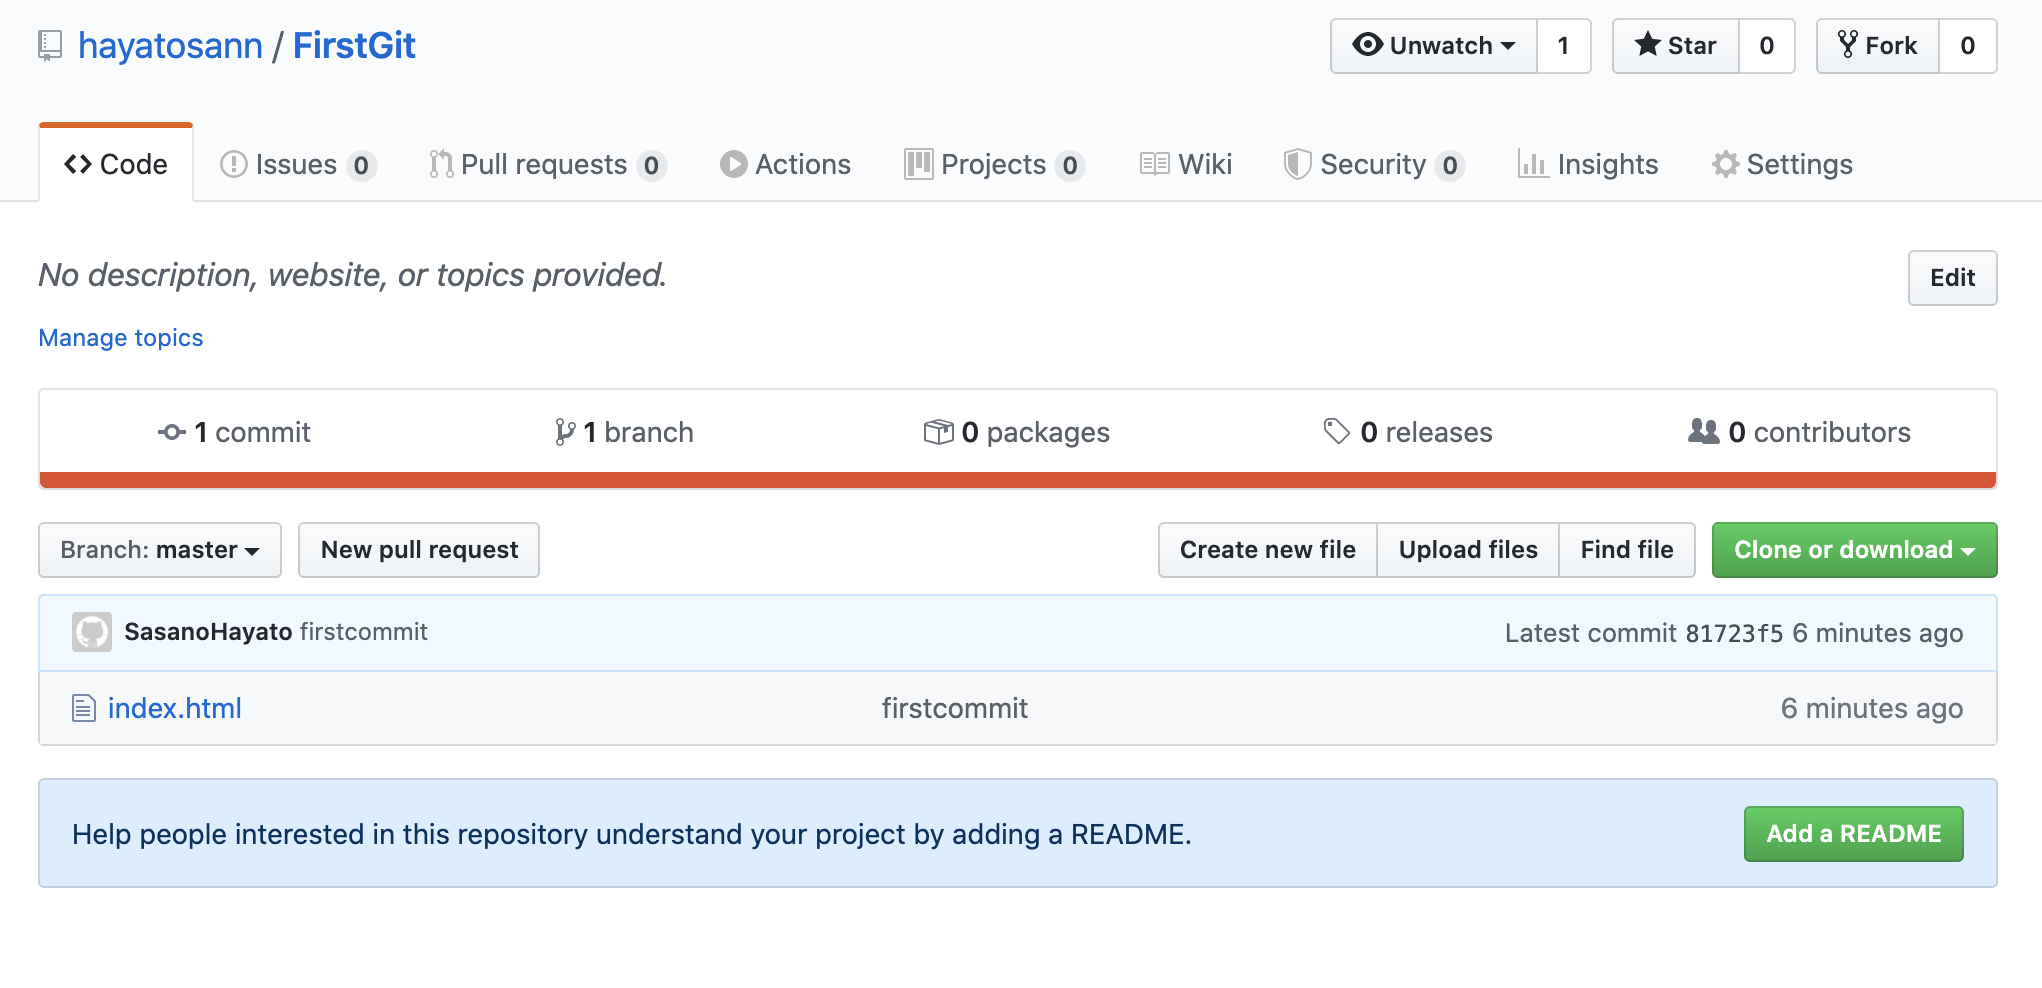 hayatosann / FirstGit
Unwatch 1
Star 0
Fork 0
Code
Issues 0
Pull requests 0
Actions
Projects 0
Wiki
Security 0
Insights
Settings
No description, website, or topics provided.
Edit
Manage topics
1 commit
1 branch
0 packages
0 releases
0 contributors
Branch: master
New pull request
Create new file
Upload files
Find file
Clone or download
SasanoHayato firstcommit
Latest commit 81723f5 6 minutes ago
index.html
firstcommit
6 minutes ago
Help people interested in this repository understand your project by adding a README.
Add a README